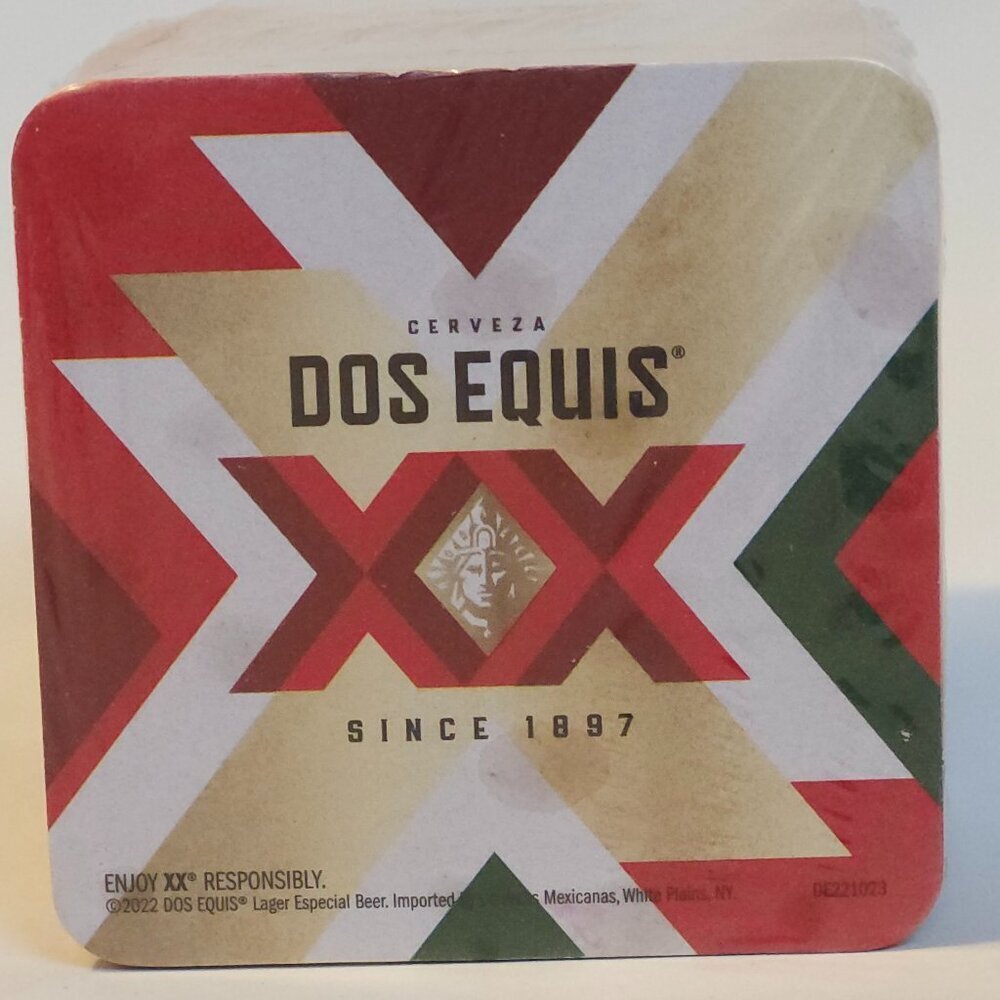 CERVEZA
DOS EQUIS®
XX
SINCE 1897
ENJOY XX® RESPONSIBLY.
©2022 DOS EQUIS® Lager Especial Beer. Imported Mexicanas, White Plains, NY.
DE221023